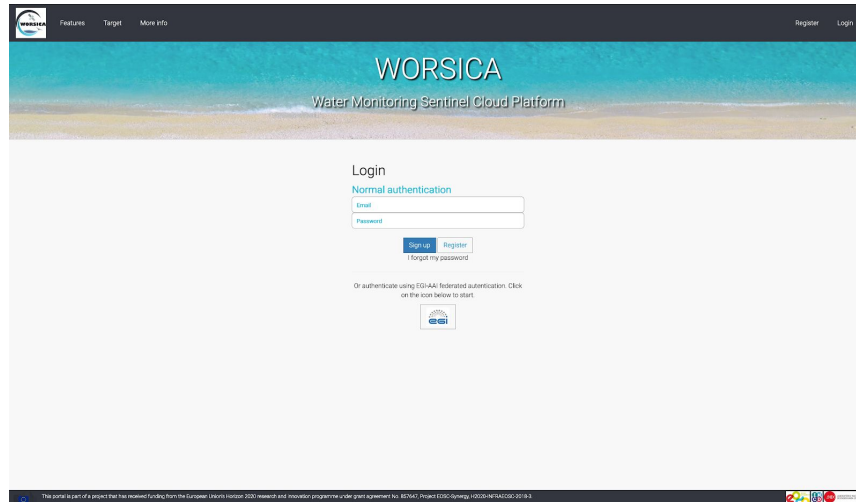 WORSICA
Features Target More info
Register Login
WORSICA
Water Monitoring Sentinel Cloud Platform
Login
Normal authentication
Email
Password
Sign up Register
I forgot my password
Or authenticate using EGI-AAI federated autentication. Click
on the icon below to start
egi
This portal is part of a project that has received funding from the European Union's Horizon 2020 research and innovation programme under grant agreement No. 857647, Project EOSC-Synergy, H2020-INFRAEOSC-2018-3